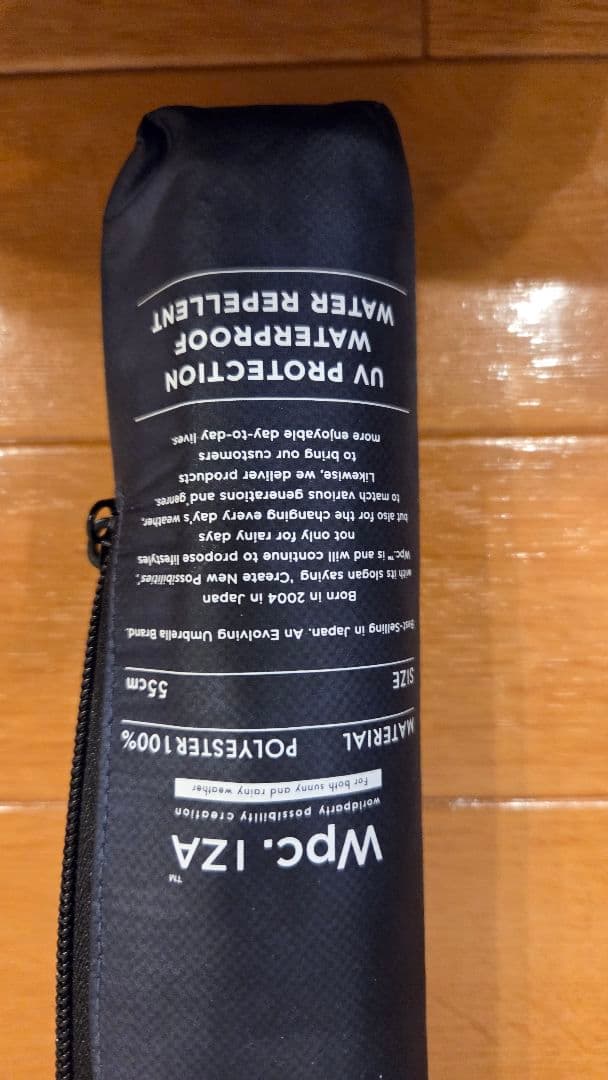 Wpc. IZA™
worldparty possibility creation
For both sunny and rainy weather
MATERIAL POLYESTER 100%
SIZE 55cm
Best-Selling in Japan. An Evolving Umbrella Brand.
Born in 2004 in Japan
with its slogan saying "Create New Possibilities",
Wpc.™ is and will continue to propose lifestyles
not only for rainy days
but also for the changing every day's weather,
to match various generations and genres.
Likewise, we deliver products
to bring our customers
more enjoyable day-to-day lives.
UV PROTECTION
WATERPROOF
WATER REPELLENT